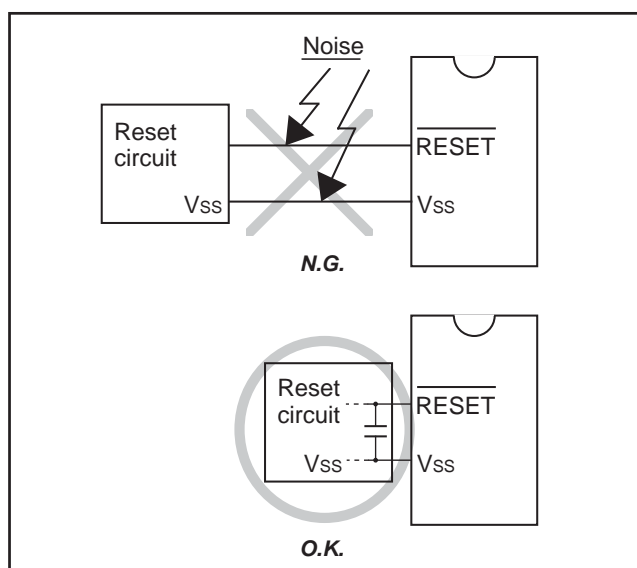 Noise
Reset
circuit
RESET
Vss
Vss
N.G.
Reset
circuit
RESET
Vss
Vss
O.K.